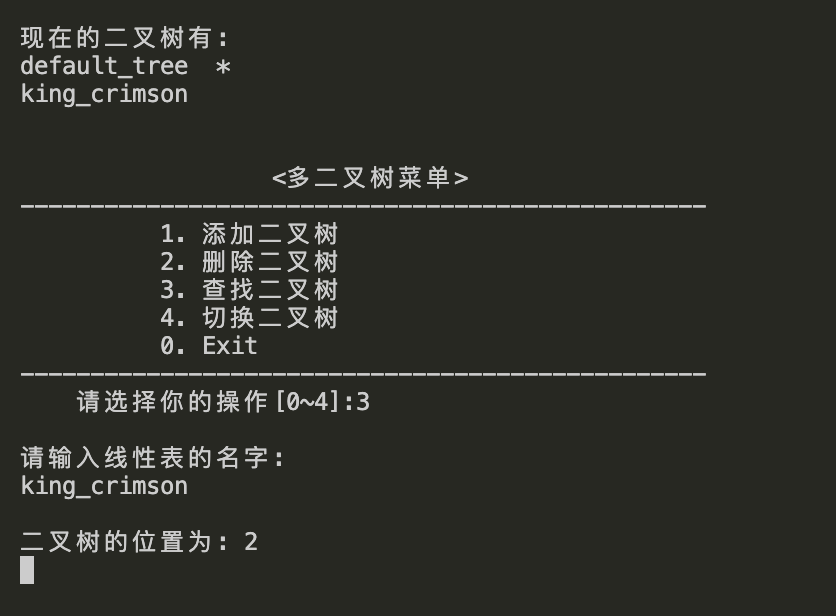 现在的二叉树有:
default_tree  *
king_crimson
<多二叉树菜单>
-------------------------------------------------
1. 添加二叉树
2. 删除二叉树
3. 查找二叉树
4. 切换二叉树
0. Exit
-------------------------------------------------
请选择你的操作[0~4]:3
请输入线性表的名字:
king_crimson
二叉树的位置为: 2